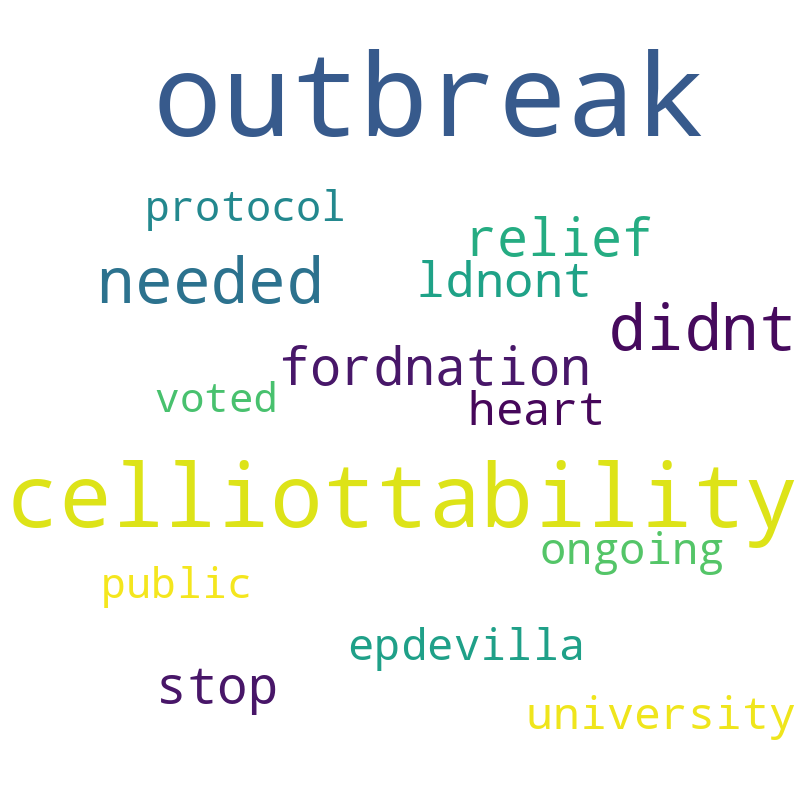 outbreak
protocol
relief
needed
ldnont
didnt
fordnation
voted
heart
celliottability
ongoing
public
epdevilla
stop
university